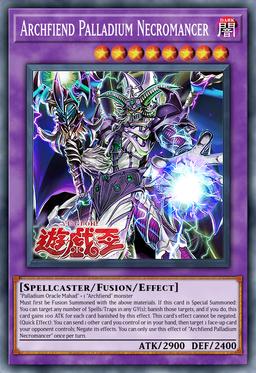 Archfiend Palladium Necromancer
DARK
闇
YU-GI-OH!
遊戯王
[Spellcaster/Fusion/Effect]
"Palladium Oracle Mahad" + 1 "Archfiend" monster
Must first be Fusion Summoned with the above materials. If this card is Special Summoned:
You can target any number of Spells/Traps in any GY(s); banish those targets, and if you do, this
card gains 100 ATK for each card banished by this effect. This card's effect cannot be negated.
(Quick Effect): You can send 1 other card you control or in your hand, then target 1 face-up card
your opponent controls; Negate its effects. You can only use this effect of "Archfiend Palladium
Necromancer" once per turn.
ATK/2900 DEF/2400